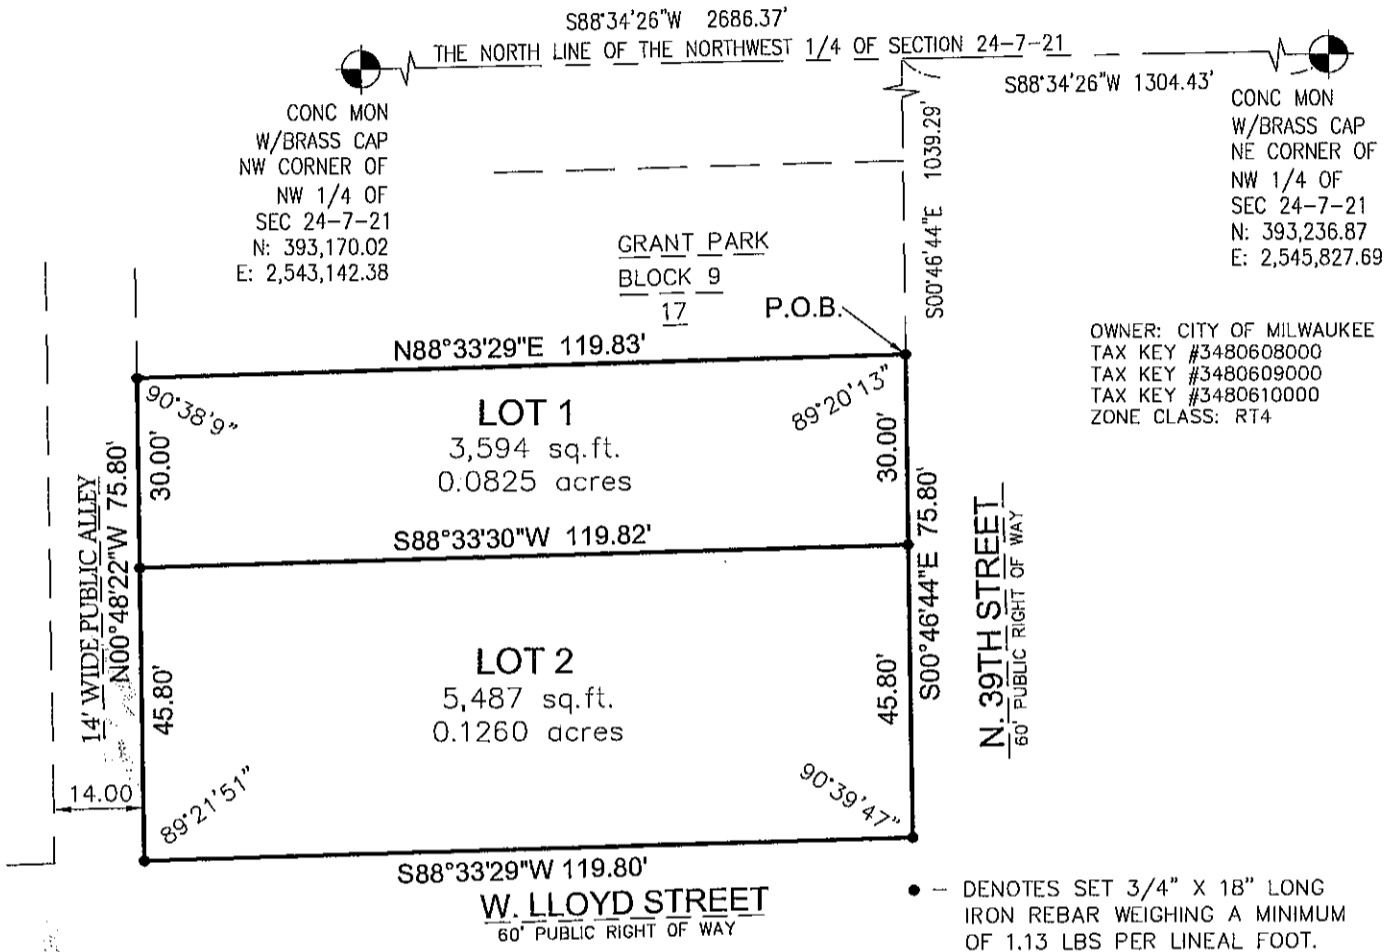 S88°34'26"W 2686.37'
THE NORTH LINE OF THE NORTHWEST 1/4 OF SECTION 24-7-21
S88°34'26"W 1304.43'
CONC MON
W/BRASS CAP
NW CORNER OF
NW 1/4 OF
SEC 24-7-21
N: 393,170.02
E: 2,543,142.38
CONC MON
W/BRASS CAP
NE CORNER OF
NW 1/4 OF
SEC 24-7-21
N: 393,236.87
E: 2,545,827.69
S00°46'44"E 1039.29'
GRANT PARK
BLOCK 9
17
P.O.B.
OWNER: CITY OF MILWAUKEE
TAX KEY #3480608000
TAX KEY #3480609000
TAX KEY #3480610000
ZONE CLASS: RT4
N88°33'29"E 119.83'
90°38'9"
89°20'13"
LOT 1
3,594 sq.ft.
0.0825 acres
30.00'
30.00'
S88°33'30"W 119.82'
14' WIDE PUBLIC ALLEY
N00°48'22"W 75.80'
S00°46'44"E 75.80'
N. 39TH STREET
60' PUBLIC RIGHT OF WAY
LOT 2
5,487 sq.ft.
0.1260 acres
45.80'
45.80'
14.00
89°21'51"
90°39'47"
S88°33'29"W 119.80'
W. LLOYD STREET
60' PUBLIC RIGHT OF WAY
● – DENOTES SET 3/4" X 18" LONG
IRON REBAR WEIGHING A MINIMUM
OF 1.13 LBS PER LINEAL FOOT.